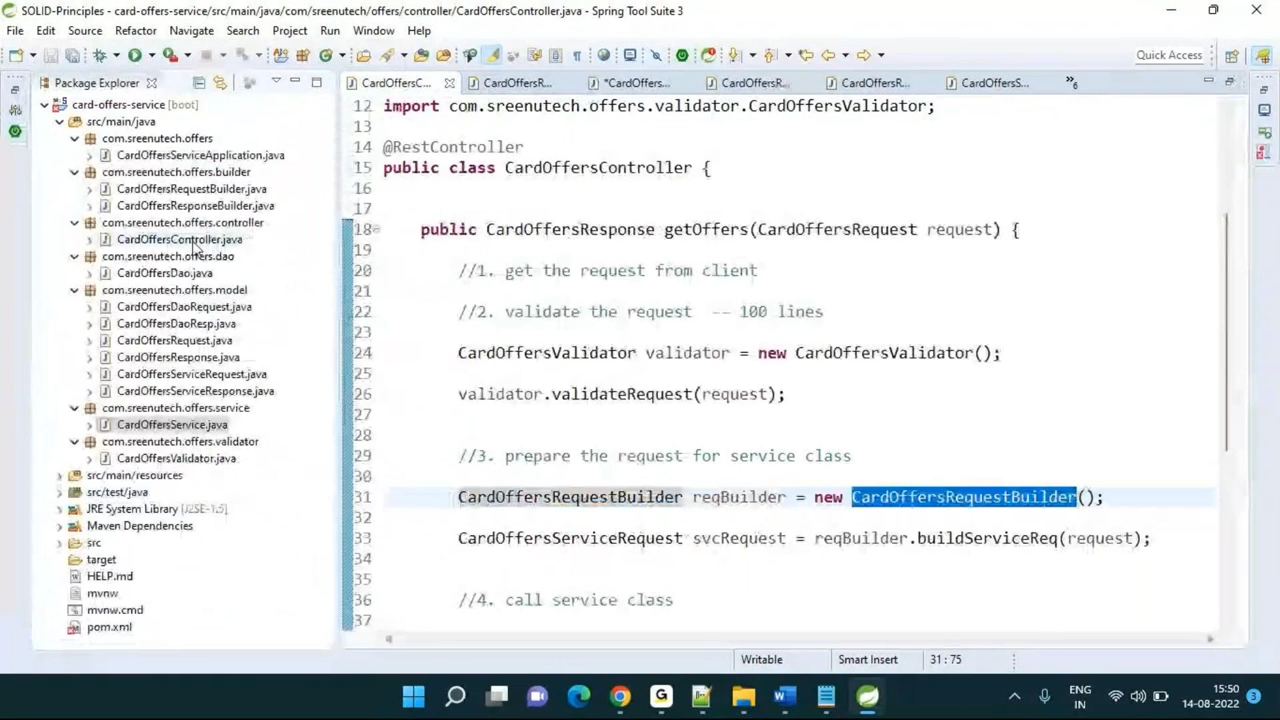 SOLID-Principles - card-offers-service/src/main/java/com/sreenutech/offers/controller/CardOffersController.java - Spring Tool Suite 3
File Edit Source Refactor Navigate Search Project Run Window Help
Quick Access
Package Explorer
card-offers-service [boot]
src/main/java
com.sreenutech.offers
CardOffersServiceApplication.java
com.sreenutech.offers.builder
CardOffersRequestBuilder.java
CardOffersResponseBuilder.java
com.sreenutech.offers.controller
CardOffersController.java
com.sreenutech.offers.dao
CardOffersDao.java
com.sreenutech.offers.model
CardOffersDaoRequest.java
CardOffersDaoResp.java
CardOffersRequest.java
CardOffersResponse.java
CardOffersServiceRequest.java
CardOffersServiceResponse.java
com.sreenutech.offers.service
CardOffersService.java
com.sreenutech.offers.validator
CardOffersValidator.java
src/main/resources
src/test/java
JRE System Library
Maven Dependencies
src
target
HELP.md
mvnw
mvnw.cmd
pom.xml
CardOffersC... CardOffersR... *CardOffers... CardOffersR... CardOffersR... CardOffersS... »6
12 import com.sreenutech.offers.validator.CardOffersValidator;
13
14 @RestController
15 public class CardOffersController {
16
17
18 public CardOffersResponse getOffers(CardOffersRequest request) {
19
20 //1. get the request from client
21
22 //2. validate the request -- 100 lines
23
24 CardOffersValidator validator = new CardOffersValidator();
25
26 validator.validateRequest(request);
27
28
29 //3. prepare the request for service class
30
31 CardOffersRequestBuilder reqBuilder = new CardOffersRequestBuilder();
32
33 CardOffersServiceRequest svcRequest = reqBuilder.buildServiceReq(request);
34
35
36 //4. call service class
37
Writable Smart Insert 31 : 75
ENG
IN
15:50
14-08-2022
3